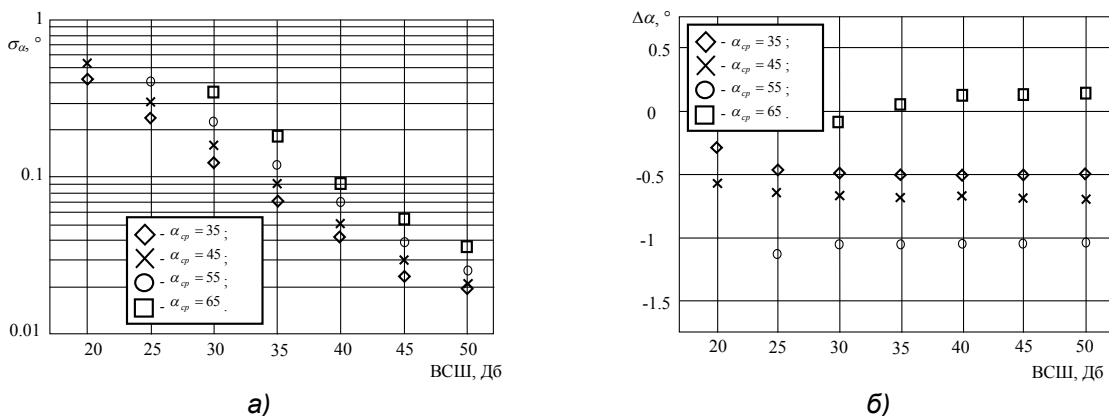 1
σα, °
0.1
0.01
- αср = 35 ;
- αср = 45 ;
- αср = 55 ;
- αср = 65 .
20 25 30 35 40 45 50
ВСШ, Дб
а)
Δα, °
0.5
0
-0.5
-1
-1.5
- αср = 35 ;
- αср = 45 ;
- αср = 55 ;
- αср = 65 .
20 25 30 35 40 45 50
ВСШ, Дб
б)